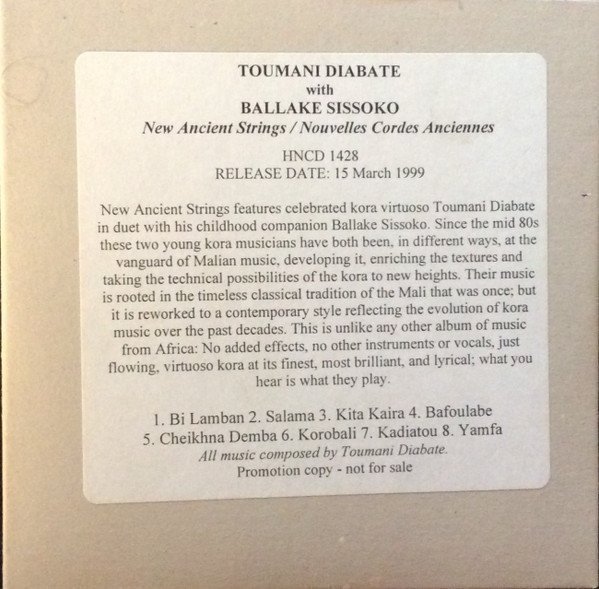 TOUMANI DIABATE
with
BALLAKE SISSOKO
New Ancient Strings / Nouvelles Cordes Anciennes
HNCD 1428
RELEASE DATE: 15 March 1999
New Ancient Strings features celebrated kora virtuoso Toumani Diabate
in duet with his childhood companion Ballake Sissoko. Since the mid 80s
these two young kora musicians have both been, in different ways, at the
vanguard of Malian music, developing it, enriching the textures and
taking the technical possibilities of the kora to new heights. Their music
is rooted in the timeless classical tradition of the Mali that was once; but
it is reworked to a contemporary style reflecting the evolution of kora
music over the past decades. This is unlike any other album of music
from Africa: No added effects, no other instruments or vocals, just
flowing, virtuoso kora at its finest, most brilliant, and lyrical; what you
hear is what they play.
1. Bi Lamban 2. Salama 3. Kita Kaira 4. Bafoulabe
5. Cheikhna Demba 6. Korobali 7. Kadiatou 8. Yamfa
All music composed by Toumani Diabate.
Promotion copy - not for sale